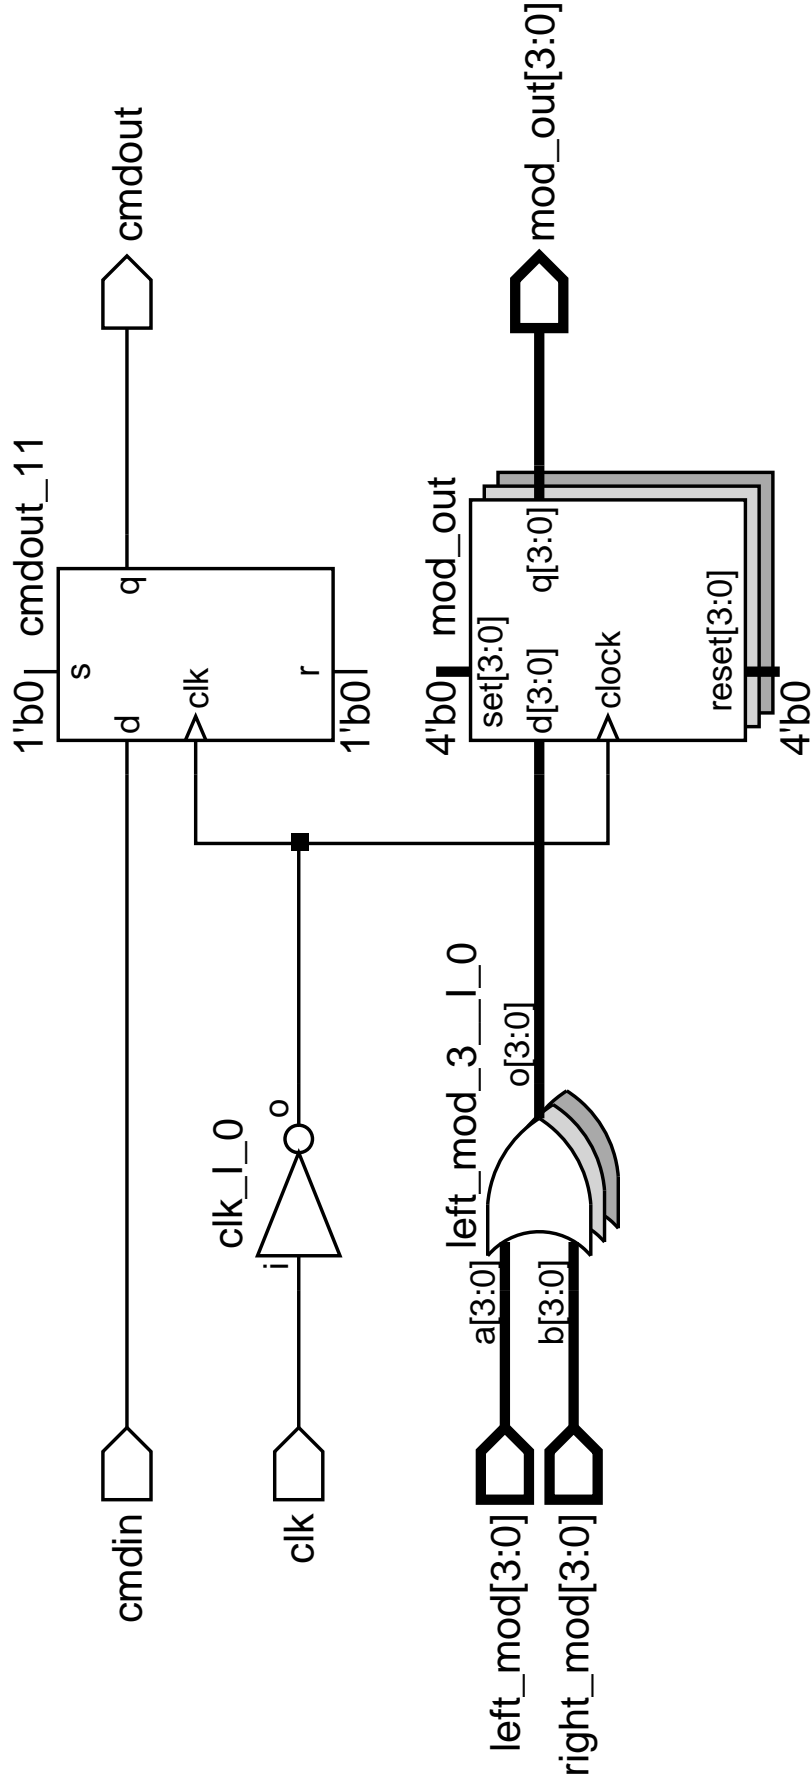 cmdin
clk
left_mod[3:0]
right_mod[3:0]
clk_I_0
i
o
left_mod_3__I_0
a[3:0]
b[3:0]
o[3:0]
1'b0
cmdout_11
s
d
q
clk
r
1'b0
4'b0
mod_out
set[3:0]
d[3:0]
q[3:0]
clock
reset[3:0]
4'b0
cmdout
mod_out[3:0]